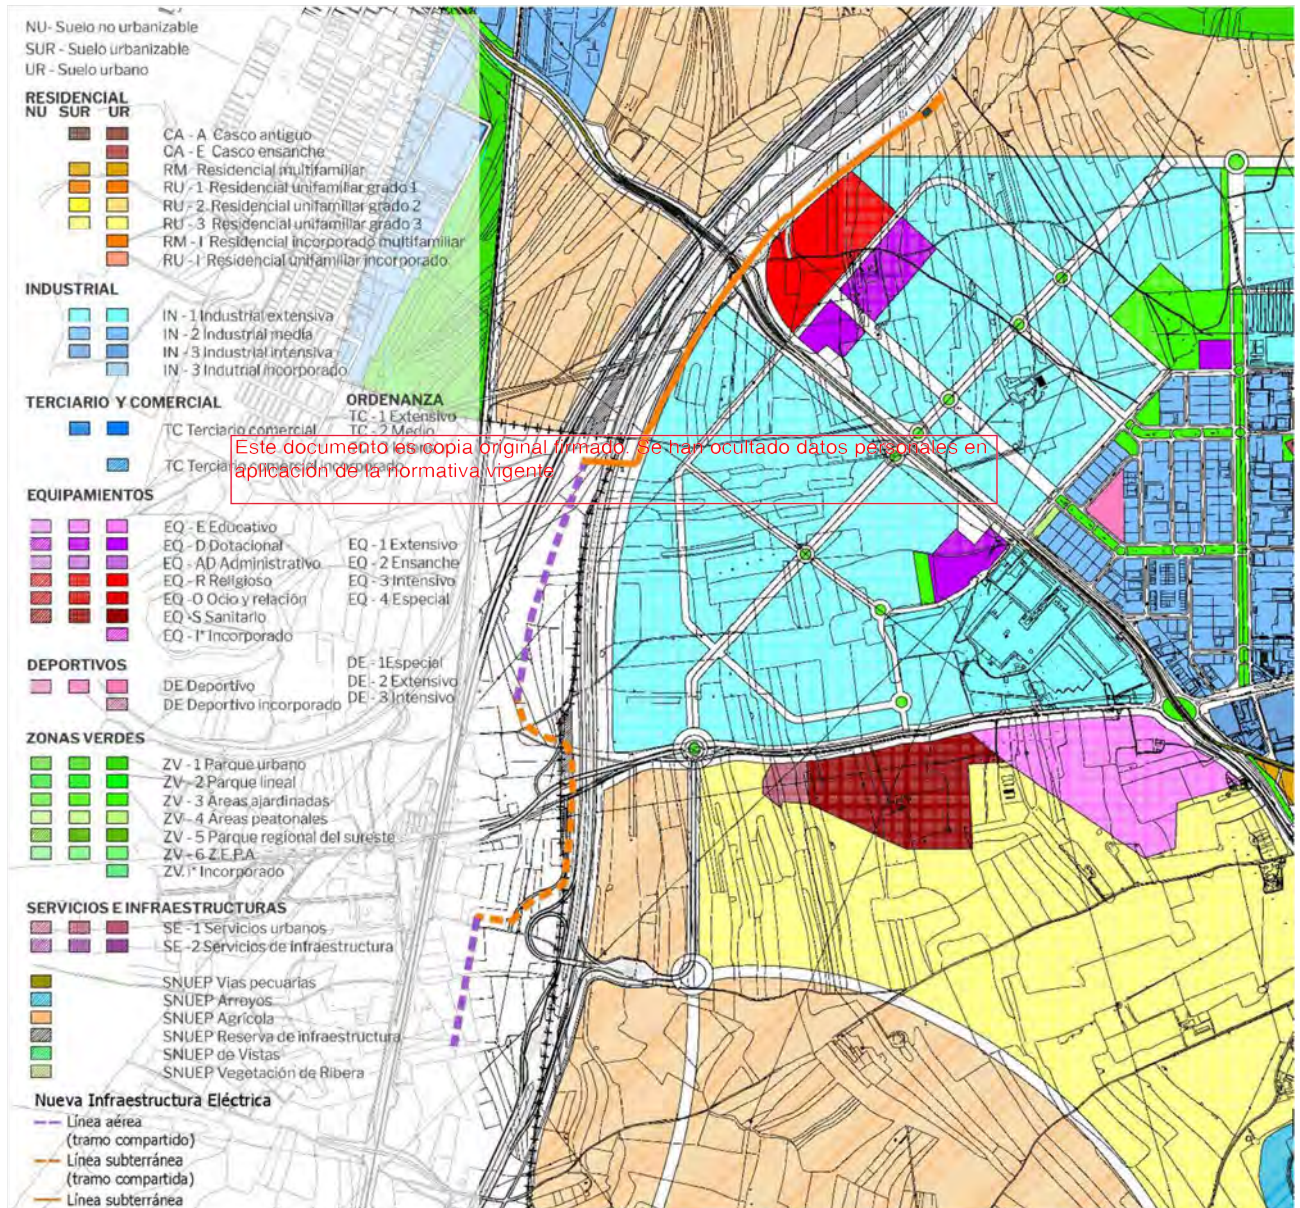 NU- Suelo no urbanizable
SUR - Suelo urbanizable
UR - Suelo urbano
RESIDENCIAL
NU SUR UR
CA - A Casco antiguo
CA - E Casco ensanche
RM - Residencial multifamiliar
RU - 1 Residencial unifamiliar grado 1
RU - 2 Residencial unifamiliar grado 2
RU - 3 Residencial unifamiliar grado 3
RM - I Residencial incorporado multifamiliar
RU - I Residencial unifamiliar incorporado
INDUSTRIAL
IN - 1 Industrial extensiva
IN - 2 Industrial media
IN - 3 Industrial intensiva
IN - 3 Indutrial incorporado
TERCIARIO Y COMERCIAL
TC Terciario comercial
TC Terciario comercial incorporado
ORDENANZA
TC - 1 Extensivo
TC - 2 Medio
Este documento es copia original firmado. Se han ocultado datos personales en
aplicación de la normativa vigente
EQUIPAMIENTOS
EQ - E Educativo
EQ - D Dotacional
EQ - AD Administrativo
EQ - R Religioso
EQ -O Ocio y relación
EQ -S Sanitario
EQ - I* Incorporado
EQ - 1 Extensivo
EQ - 2 Ensanche
EQ - 3 Intensivo
EQ - 4 Especial
DEPORTIVOS
DE Deportivo
DE Deportivo incorporado
DE - 1Especial
DE - 2 Extensivo
DE - 3 Intensivo
ZONAS VERDES
ZV - 1 Parque urbano
ZV - 2 Parque lineal
ZV - 3 Areas ajardinadas
ZV - 4 Áreas peatonales
ZV - 5 Parque regional del sureste
ZV - 6 Z.E.P.A
ZV. i* Incorporado
SERVICIOS E INFRAESTRUCTURAS
SE - 1 Servicios urbanos
SE - 2 Servicios de Infraestructura
SNUEP Vías pecuarias
SNUEP Arroyos
SNUEP Agrícola
SNUEP Reserva de infraestructura
SNUEP de Vistas
SNUEP Vegetación de Ribera
Nueva Infraestructura Eléctrica
Línea aérea
(tramo compartido)
Línea subterránea
(tramo compartida)
Línea subterránea